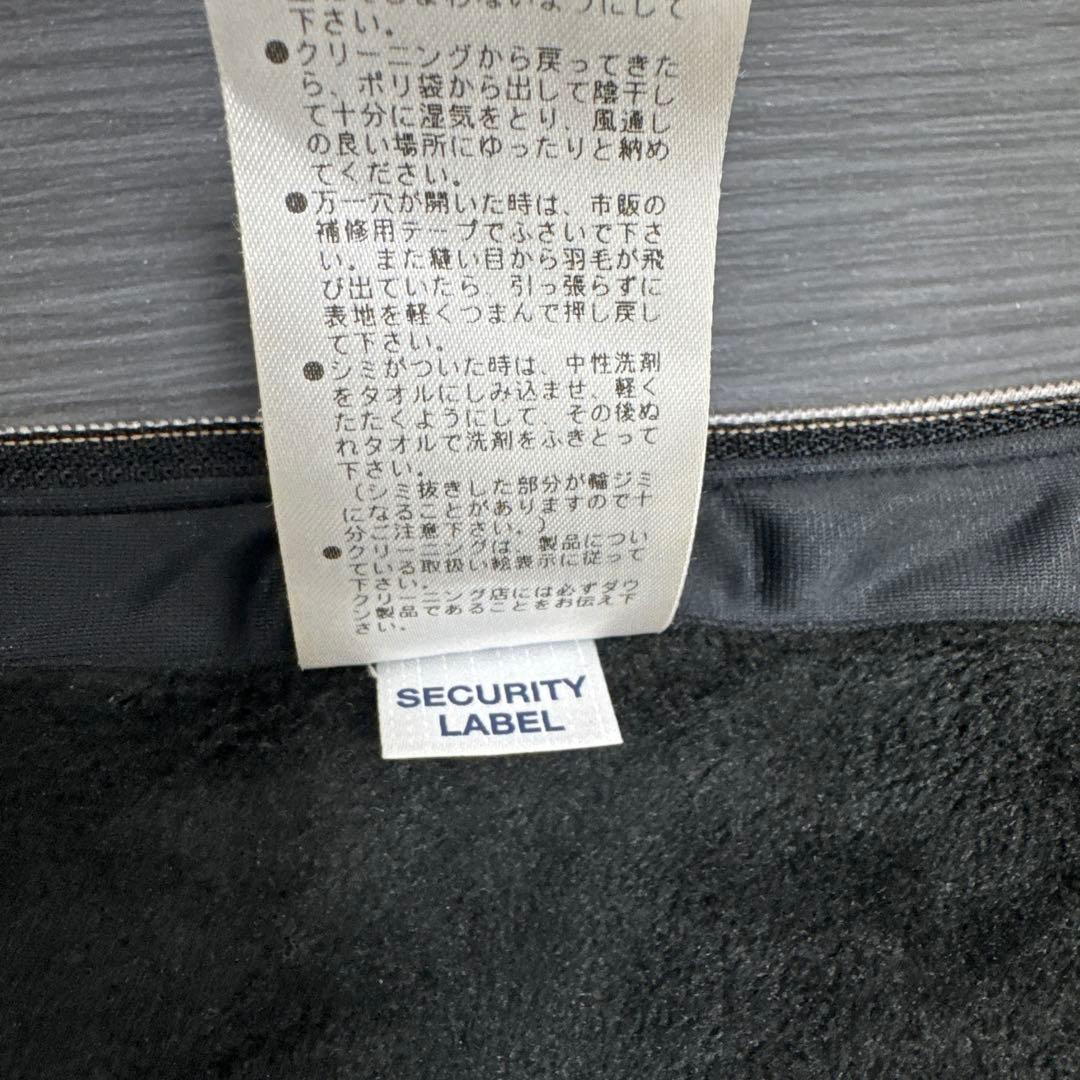 下さい。
●クリーニングから戻ってきた
ら、ポリ袋から出して陰干し
て十分に湿気をとり、風通し
の良い場所にゆったりと納め
てください。
●万一穴が開いた時は、市販の
補修用テープでふさいで下さ
い。また縫い目から羽毛が飛
び出ていたら 引っ張らずに
表地を軽くつまんで押し戻し
て下さい。
●シミがついた時は、中性洗剤
をタオルにしみ込ませ、軽く
たたくようにして、その後ぬ
れタオルで洗剤をふきとって
下さい。
(シミ抜きした部分が輪ジミ
になることがありますので十
分ご注意下さい。)
●クリーニングは、製品につい
ている取扱い絵表示に従って
下さい。
クリーニング店には必ずダウ
ン製品であることをお伝え下
さい。
SECURITY
LABEL